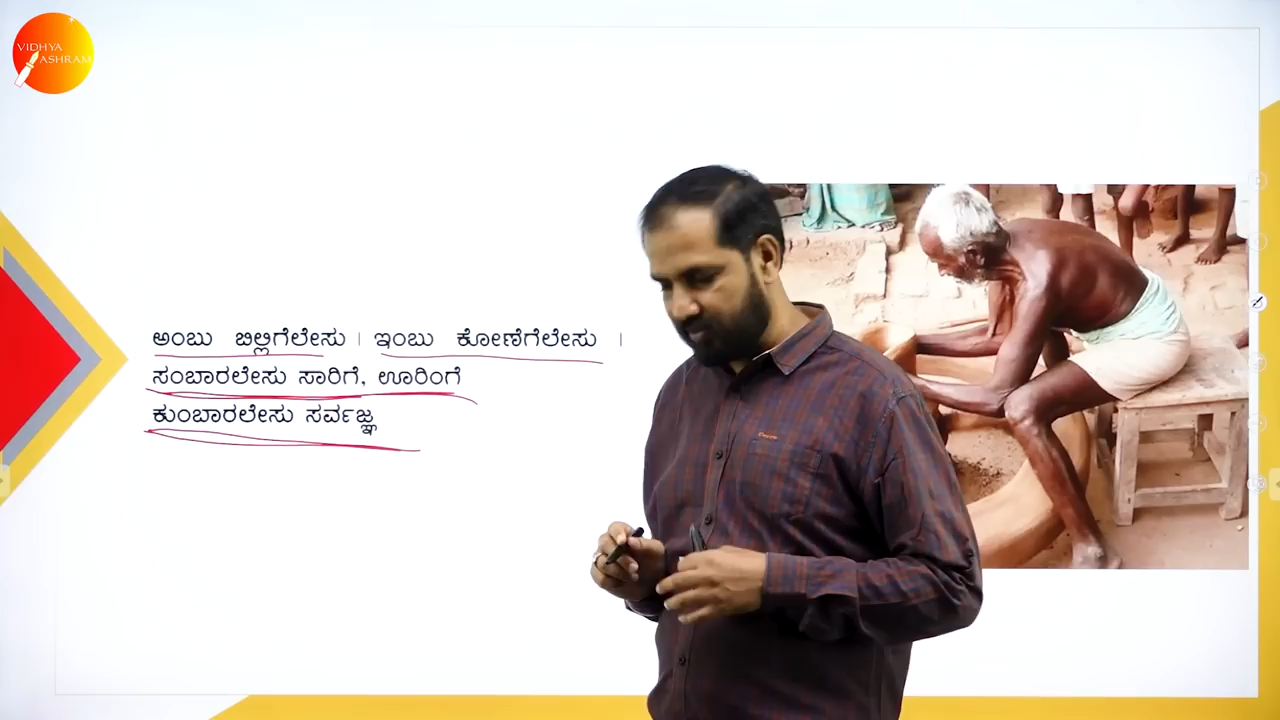 VIDHYA
ASHRAM
ಅಂಬು ಬಿಲ್ಲಿಗೆಲೇಸು । ಇಂಬು ಕೋಣೆಗೆಲೇಸು ।
ಸಂಬಾರಲೇಸು ಸಾರಿಗೆ, ಊರಿಂಗೆ
ಕುಂಬಾರಲೇಸು ಸರ್ವಜ್ಞ